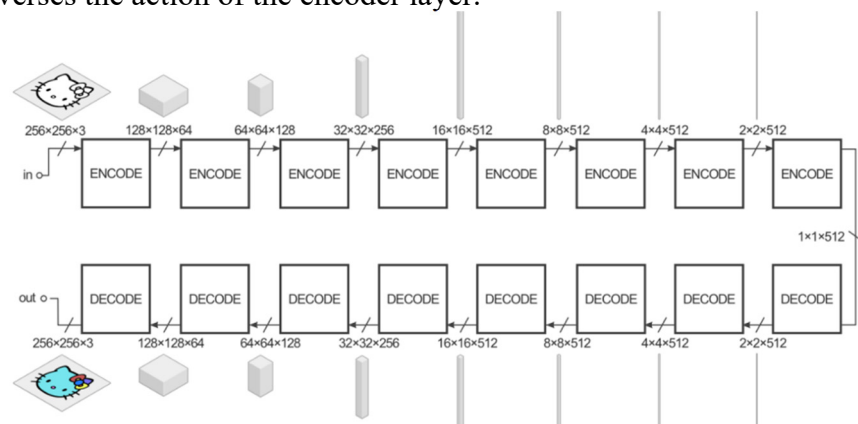 verses the action of the encoder layer.
256×256×3 128×128×64 64×64×128 32×32×256 16×16×512 8×8×512 4×4×512 2×2×512
in ENCODE ENCODE ENCODE ENCODE ENCODE ENCODE ENCODE ENCODE
1×1×512
out DECODE DECODE DECODE DECODE DECODE DECODE DECODE DECODE
256×256×3 128×128×64 64×64×128 32×32×256 16×16×512 8×8×512 4×4×512 2×2×512